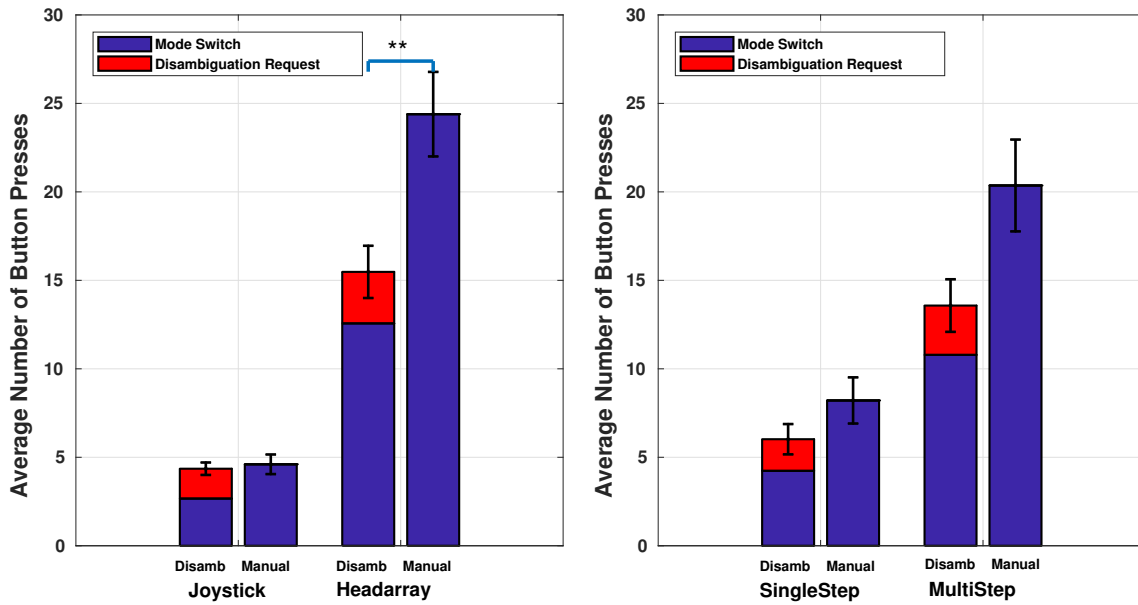 30
25
20
15
10
5
0
Average Number of Button Presses
Mode Switch
Disambiguation Request
**
Disamb Manual Disamb Manual
Joystick Headarray
30
25
20
15
10
5
0
Average Number of Button Presses
Mode Switch
Disambiguation Request
Disamb Manual Disamb Manual
SingleStep MultiStep